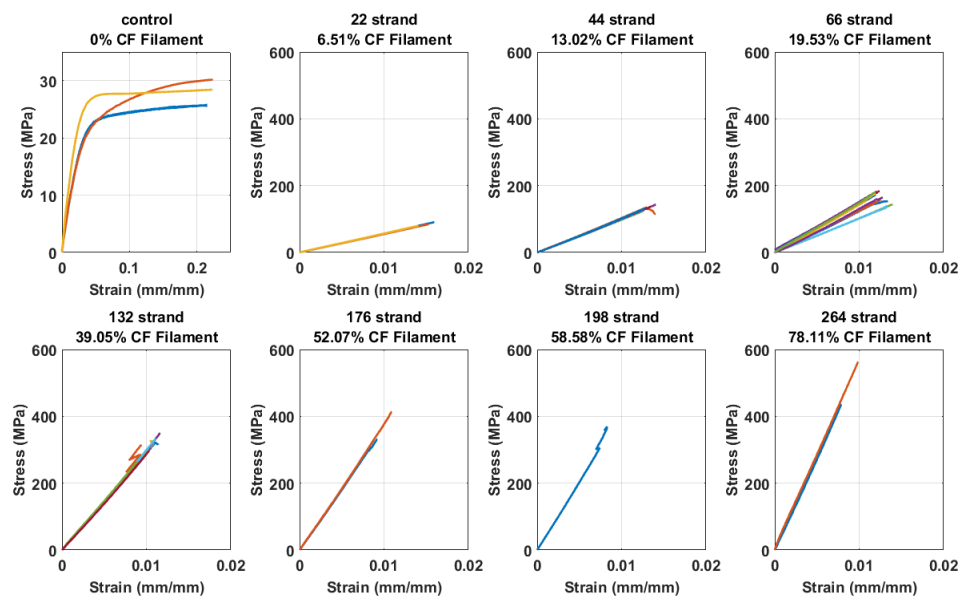 control
0% CF Filament
30
20
10
0
0 0.1 0.2
Stress (MPa)
Strain (mm/mm)
22 strand
6.51% CF Filament
600
400
200
0
0 0.01 0.02
Stress (MPa)
Strain (mm/mm)
44 strand
13.02% CF Filament
600
400
200
0
0 0.01 0.02
Stress (MPa)
Strain (mm/mm)
66 strand
19.53% CF Filament
600
400
200
0
0 0.01 0.02
Stress (MPa)
Strain (mm/mm)
132 strand
39.05% CF Filament
600
400
200
0
0 0.01 0.02
Stress (MPa)
Strain (mm/mm)
176 strand
52.07% CF Filament
600
400
200
0
0 0.01 0.02
Stress (MPa)
Strain (mm/mm)
198 strand
58.58% CF Filament
600
400
200
0
0 0.01 0.02
Stress (MPa)
Strain (mm/mm)
264 strand
78.11% CF Filament
600
400
200
0
0 0.01 0.02
Stress (MPa)
Strain (mm/mm)